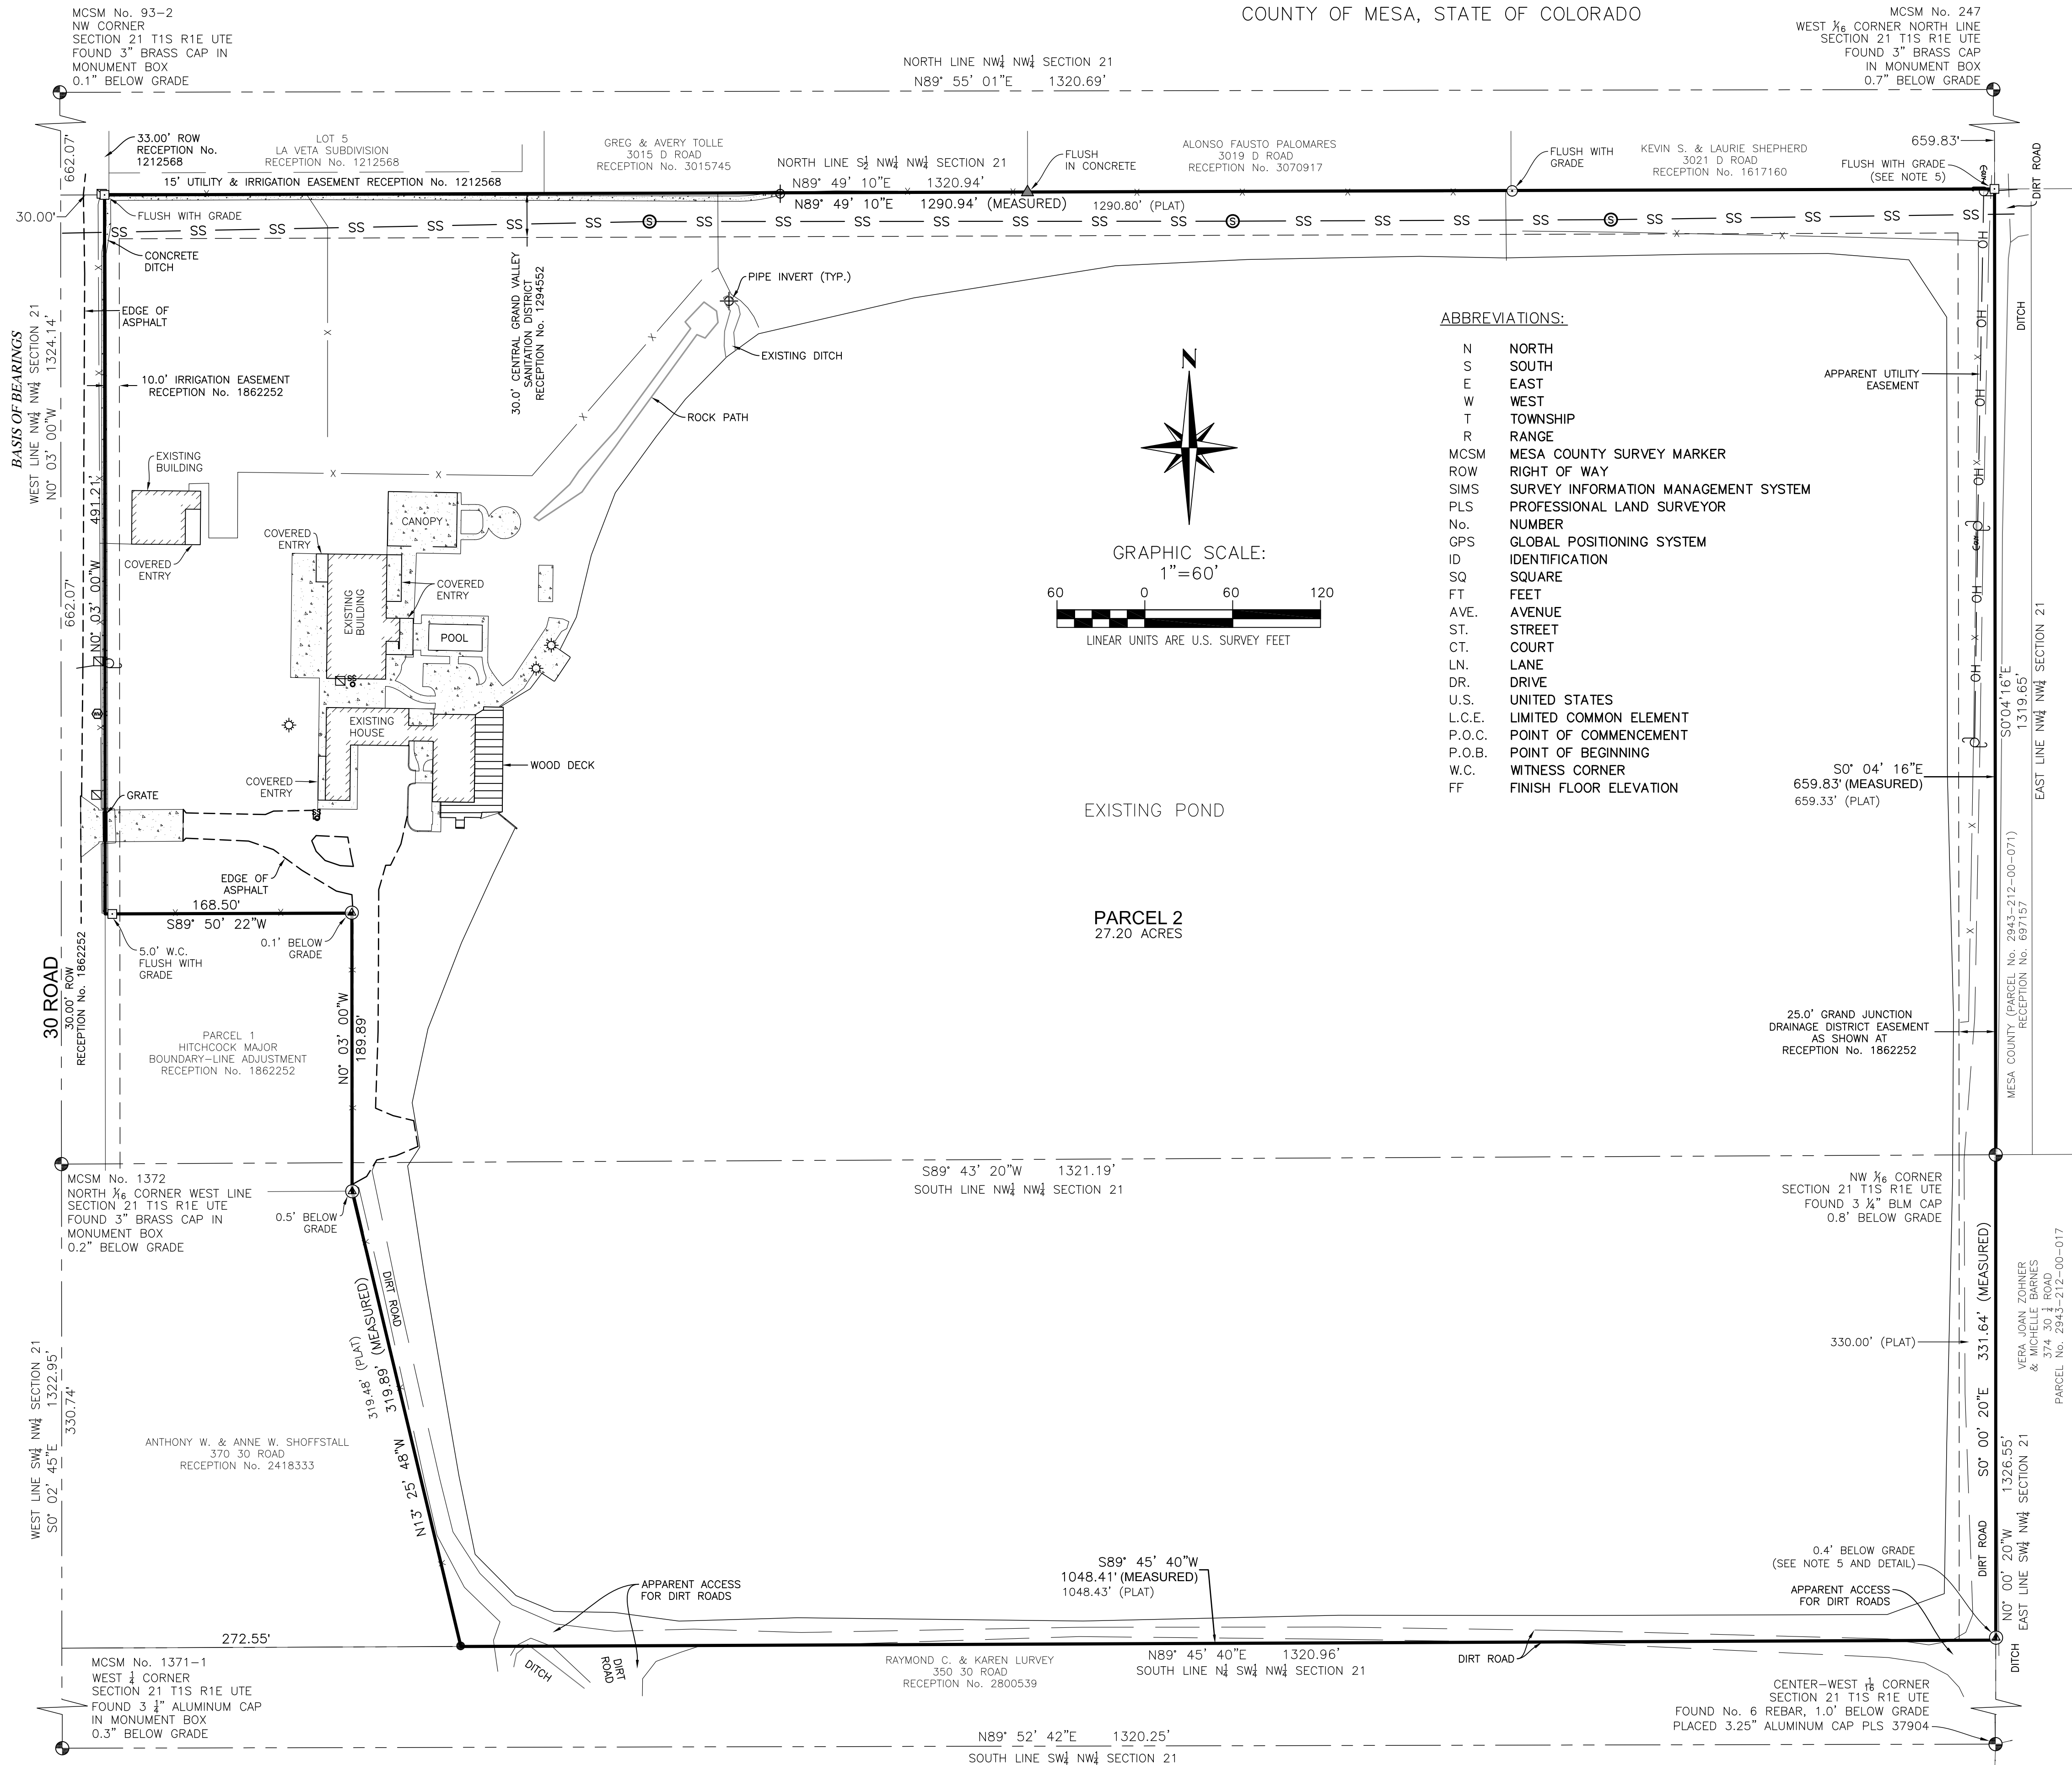 COUNTY OF MESA, STATE OF COLORADO
MCSM No. 93-2
NW CORNER
SECTION 21 T1S R1E UTE
FOUND 3" BRASS CAP IN
MONUMENT BOX
0.1" BELOW GRADE
NORTH LINE NW¼ NW¼ SECTION 21
N89° 55' 01"E 1320.69'
MCSM No. 247
WEST 1⁄16 CORNER NORTH LINE
SECTION 21 T1S R1E UTE
FOUND 3" BRASS CAP
IN MONUMENT BOX
0.7" BELOW GRADE
662.07'
33.00' ROW
RECEPTION No.
1212568
LOT 5
LA VETA SUBDIVISION
RECEPTION No. 1212568
15' UTILITY & IRRIGATION EASEMENT RECEPTION No. 1212568
GREG & AVERY TOLLE
3015 D ROAD
RECEPTION No. 3015745
NORTH LINE S½ NW¼ NW¼ SECTION 21
N89° 49' 10"E 1320.94'
N89° 49' 10"E 1290.94' (MEASURED)
1290.80' (PLAT)
FLUSH
IN CONCRETE
ALONSO FAUSTO PALOMARES
3019 D ROAD
RECEPTION No. 3070917
FLUSH WITH
GRADE
KEVIN S. & LAURIE SHEPHERD
3021 D ROAD
RECEPTION No. 1617160
659.83'
FLUSH WITH GRADE
(SEE NOTE 5)
DIRT ROAD
30.00'
FLUSH WITH GRADE
SS SS SS SS SS SS SS S SS SS SS SS SS SS S SS SS SS SS S SS SS SS SS SS
CONCRETE
DITCH
EDGE OF
ASPHALT
BASIS OF BEARINGS
WEST LINE NW¼ NW¼ SECTION 21
N0° 03' 00"W 1324.14'
10.0' IRRIGATION EASEMENT
RECEPTION No. 1862252
30.0' CENTRAL GRAND VALLEY
SANITATION DISTRICT
RECEPTION No. 1294552
PIPE INVERT (TYP.)
EXISTING DITCH
ROCK PATH
EXISTING
BUILDING
COVERED
ENTRY
N0° 03' 00"W 491.21'
662.07'
CANOPY
COVERED
ENTRY
COVERED
ENTRY
EXISTING
BUILDING
POOL
SS
EXISTING
HOUSE
WOOD DECK
COVERED
ENTRY
GRATE
EDGE OF
ASPHALT
N
GRAPHIC SCALE:
1"=60'
60 0 60 120
LINEAR UNITS ARE U.S. SURVEY FEET
ABBREVIATIONS:
N NORTH
S SOUTH
E EAST
W WEST
T TOWNSHIP
R RANGE
MCSM MESA COUNTY SURVEY MARKER
ROW RIGHT OF WAY
SIMS SURVEY INFORMATION MANAGEMENT SYSTEM
PLS PROFESSIONAL LAND SURVEYOR
No. NUMBER
GPS GLOBAL POSITIONING SYSTEM
ID IDENTIFICATION
SQ SQUARE
FT FEET
AVE. AVENUE
ST. STREET
CT. COURT
LN. LANE
DR. DRIVE
U.S. UNITED STATES
L.C.E. LIMITED COMMON ELEMENT
P.O.C. POINT OF COMMENCEMENT
P.O.B. POINT OF BEGINNING
W.C. WITNESS CORNER
FF FINISH FLOOR ELEVATION
DITCH
OH OH OH OH OH OH OH
APPARENT UTILITY
EASEMENT
S0°04'16"E
1319.65'
EAST LINE NW¼ NW¼ SECTION 21
S0° 04' 16"E
659.83' (MEASURED)
659.33' (PLAT)
EXISTING POND
PARCEL 2
27.20 ACRES
168.50'
S89° 50' 22"W
0.1' BELOW
GRADE
5.0' W.C.
FLUSH WITH
GRADE
30 ROAD
30.00' ROW
RECEPTION No. 1862252
PARCEL 1
HITCHCOCK MAJOR
BOUNDARY-LINE ADJUSTMENT
RECEPTION No. 1862252
N0° 03' 00"W
189.89'
25.0' GRAND JUNCTION
DRAINAGE DISTRICT EASEMENT
AS SHOWN AT
RECEPTION No. 1862252
MESA COUNTY (PARCEL No. 2943-212-00-071)
RECEPTION No. 697157
MCSM No. 1372
NORTH 1⁄16 CORNER WEST LINE
SECTION 21 T1S R1E UTE
FOUND 3" BRASS CAP IN
MONUMENT BOX
0.2" BELOW GRADE
0.5' BELOW
GRADE
S89° 43' 20"W 1321.19'
SOUTH LINE NW¼ NW¼ SECTION 21
NW 1⁄16 CORNER
SECTION 21 T1S R1E UTE
FOUND 3 ¼" BLM CAP
0.8' BELOW GRADE
DIRT ROAD
N13° 25' 48"W 319.89' (MEASURED)
319.48' (PLAT)
S0° 00' 20"E 331.64' (MEASURED)
330.00' (PLAT)
VERA JOAN ZOHNER
& MICHELLE BARNES
374 30 ½ ROAD
PARCEL No. 2943-212-00-017
WEST LINE SW¼ NW¼ SECTION 21
S0° 02' 45"E 1322.95'
330.74'
ANTHONY W. & ANNE W. SHOFFSTALL
370 30 ROAD
RECEPTION No. 2418333
N0° 00' 20"W 1326.55'
EAST LINE SW¼ NW¼ SECTION 21
DIRT ROAD
0.4' BELOW GRADE
(SEE NOTE 5 AND DETAIL)
APPARENT ACCESS
FOR DIRT ROADS
S89° 45' 40"W
1048.41' (MEASURED)
1048.43' (PLAT)
APPARENT ACCESS
FOR DIRT ROADS
272.55'
DITCH
DIRT
ROAD
RAYMOND C. & KAREN LURVEY
350 30 ROAD
RECEPTION No. 2800539
N89° 45' 40"E 1320.96'
SOUTH LINE N¼ SW¼ NW¼ SECTION 21
DIRT ROAD
DITCH
MCSM No. 1371-1
WEST ¼ CORNER
SECTION 21 T1S R1E UTE
FOUND 3 ¼" ALUMINUM CAP
IN MONUMENT BOX
0.3" BELOW GRADE
CENTER-WEST 1⁄16 CORNER
SECTION 21 T1S R1E UTE
FOUND No. 6 REBAR, 1.0' BELOW GRADE
PLACED 3.25" ALUMINUM CAP PLS 37904
N89° 52' 42"E 1320.25'
SOUTH LINE SW¼ NW¼ SECTION 21